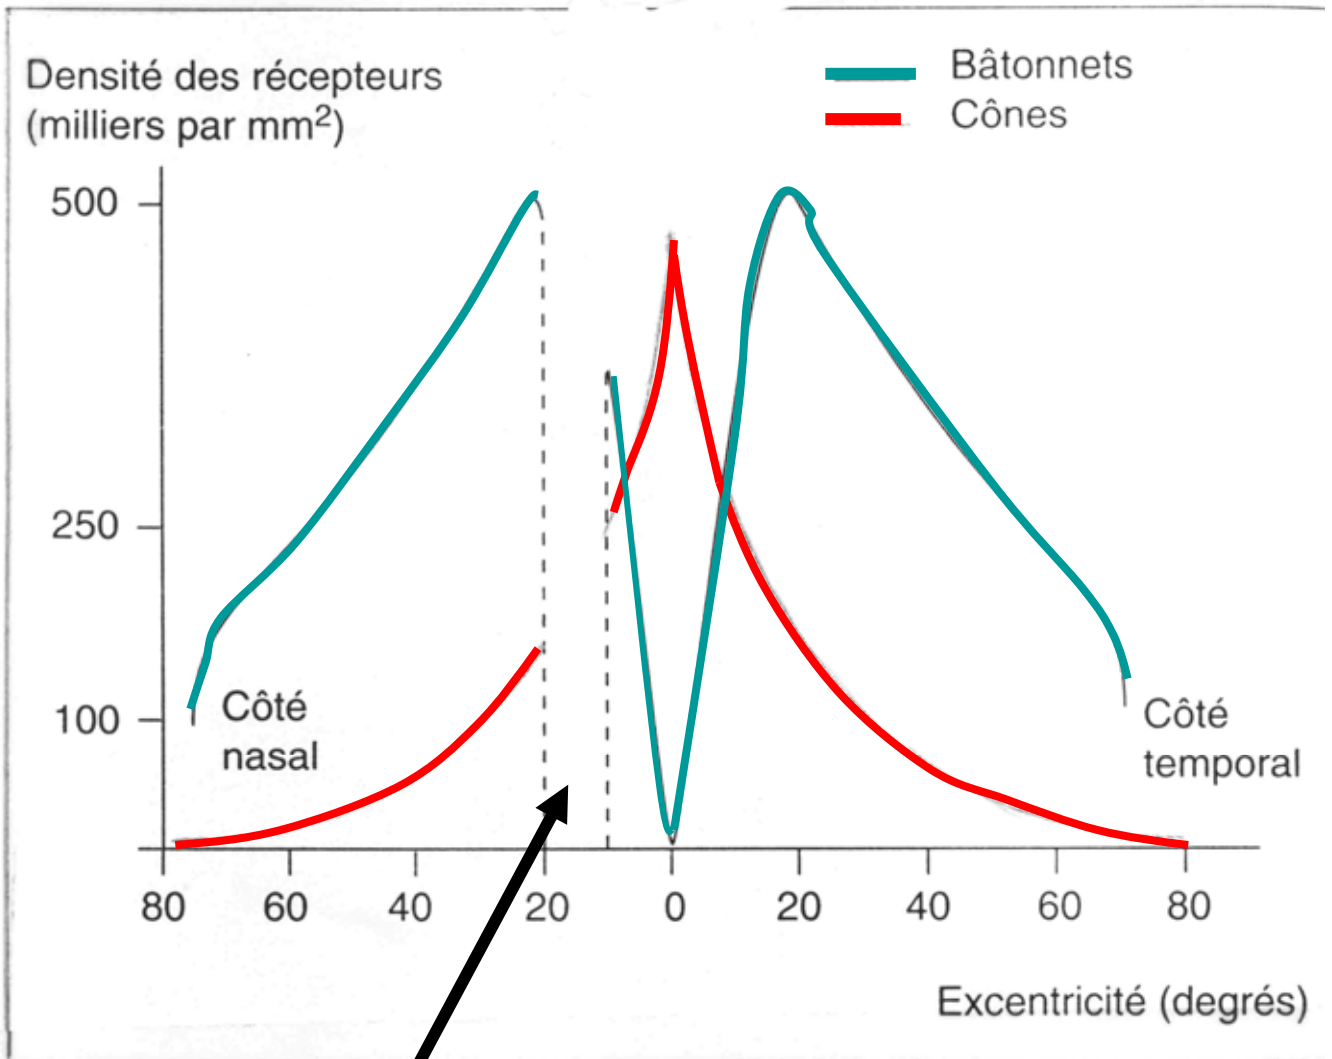 Densité des récepteurs
(milliers par mm²)
Bâtonnets
Cônes
500
250
100
Côté
nasal
Côté
temporal
80 60 40 20 0 20 40 60 80
Excentricité (degrés)